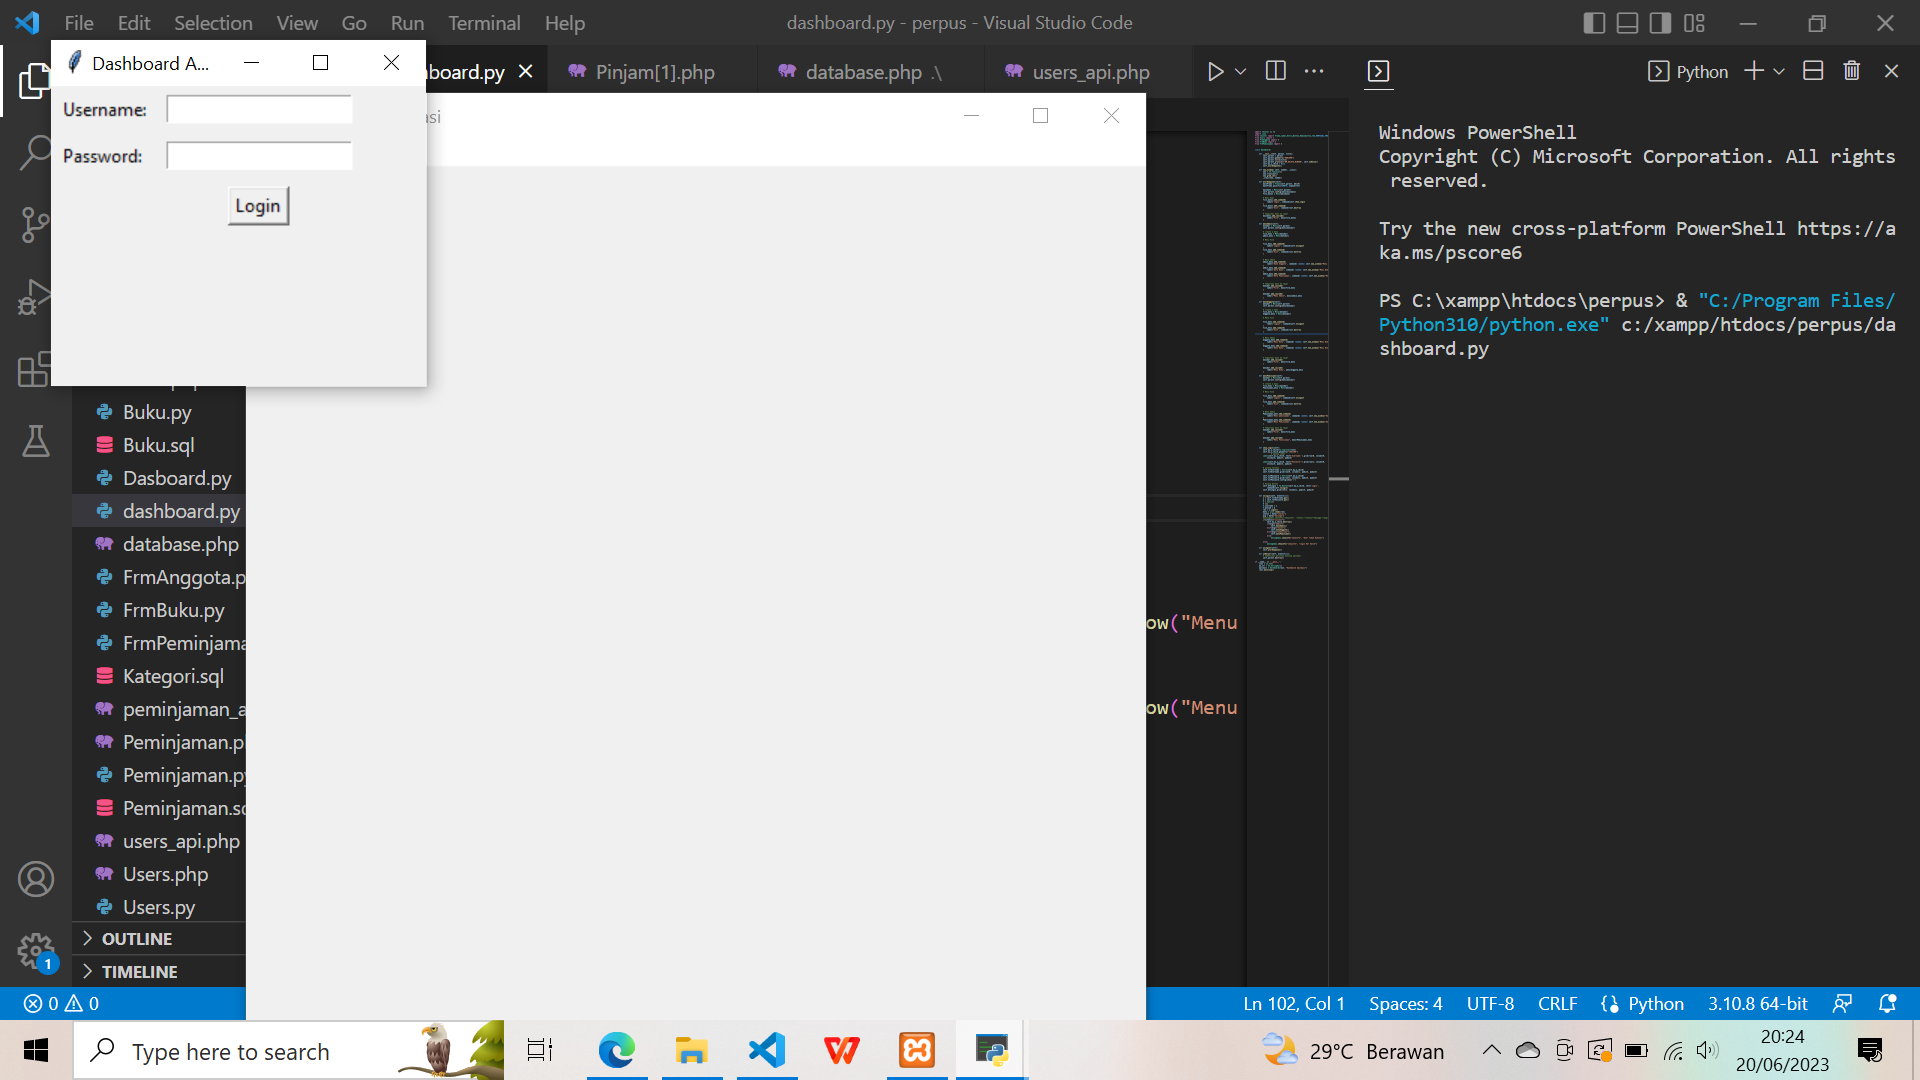 File Edit Selection View Go Run Terminal Help
dashboard.py - perpus - Visual Studio Code
Dashboard A...
Username:
Password:
Login
board.py
Pinjam[1].php
database.php .\
users_api.php
Python
asi
ow("Menu
ow("Menu
Windows PowerShell
Copyright (C) Microsoft Corporation. All rights
reserved.
Try the new cross-platform PowerShell https://a
ka.ms/pscore6
PS C:\xampp\htdocs\perpus> & "C:/Program Files/
Python310/python.exe" c:/xampp/htdocs/perpus/da
shboard.py
Buku.py
Buku.sql
Dasboard.py
dashboard.py
database.php
FrmAnggota.p
FrmBuku.py
FrmPeminjama
Kategori.sql
peminjaman_a
Peminjaman.p
Peminjaman.py
Peminjaman.sq
users_api.php
Users.php
Users.py
OUTLINE
TIMELINE
1
0 0
Ln 102, Col 1 Spaces: 4 UTF-8 CRLF Python 3.10.8 64-bit
Type here to search
29°C Berawan
20:24
20/06/2023